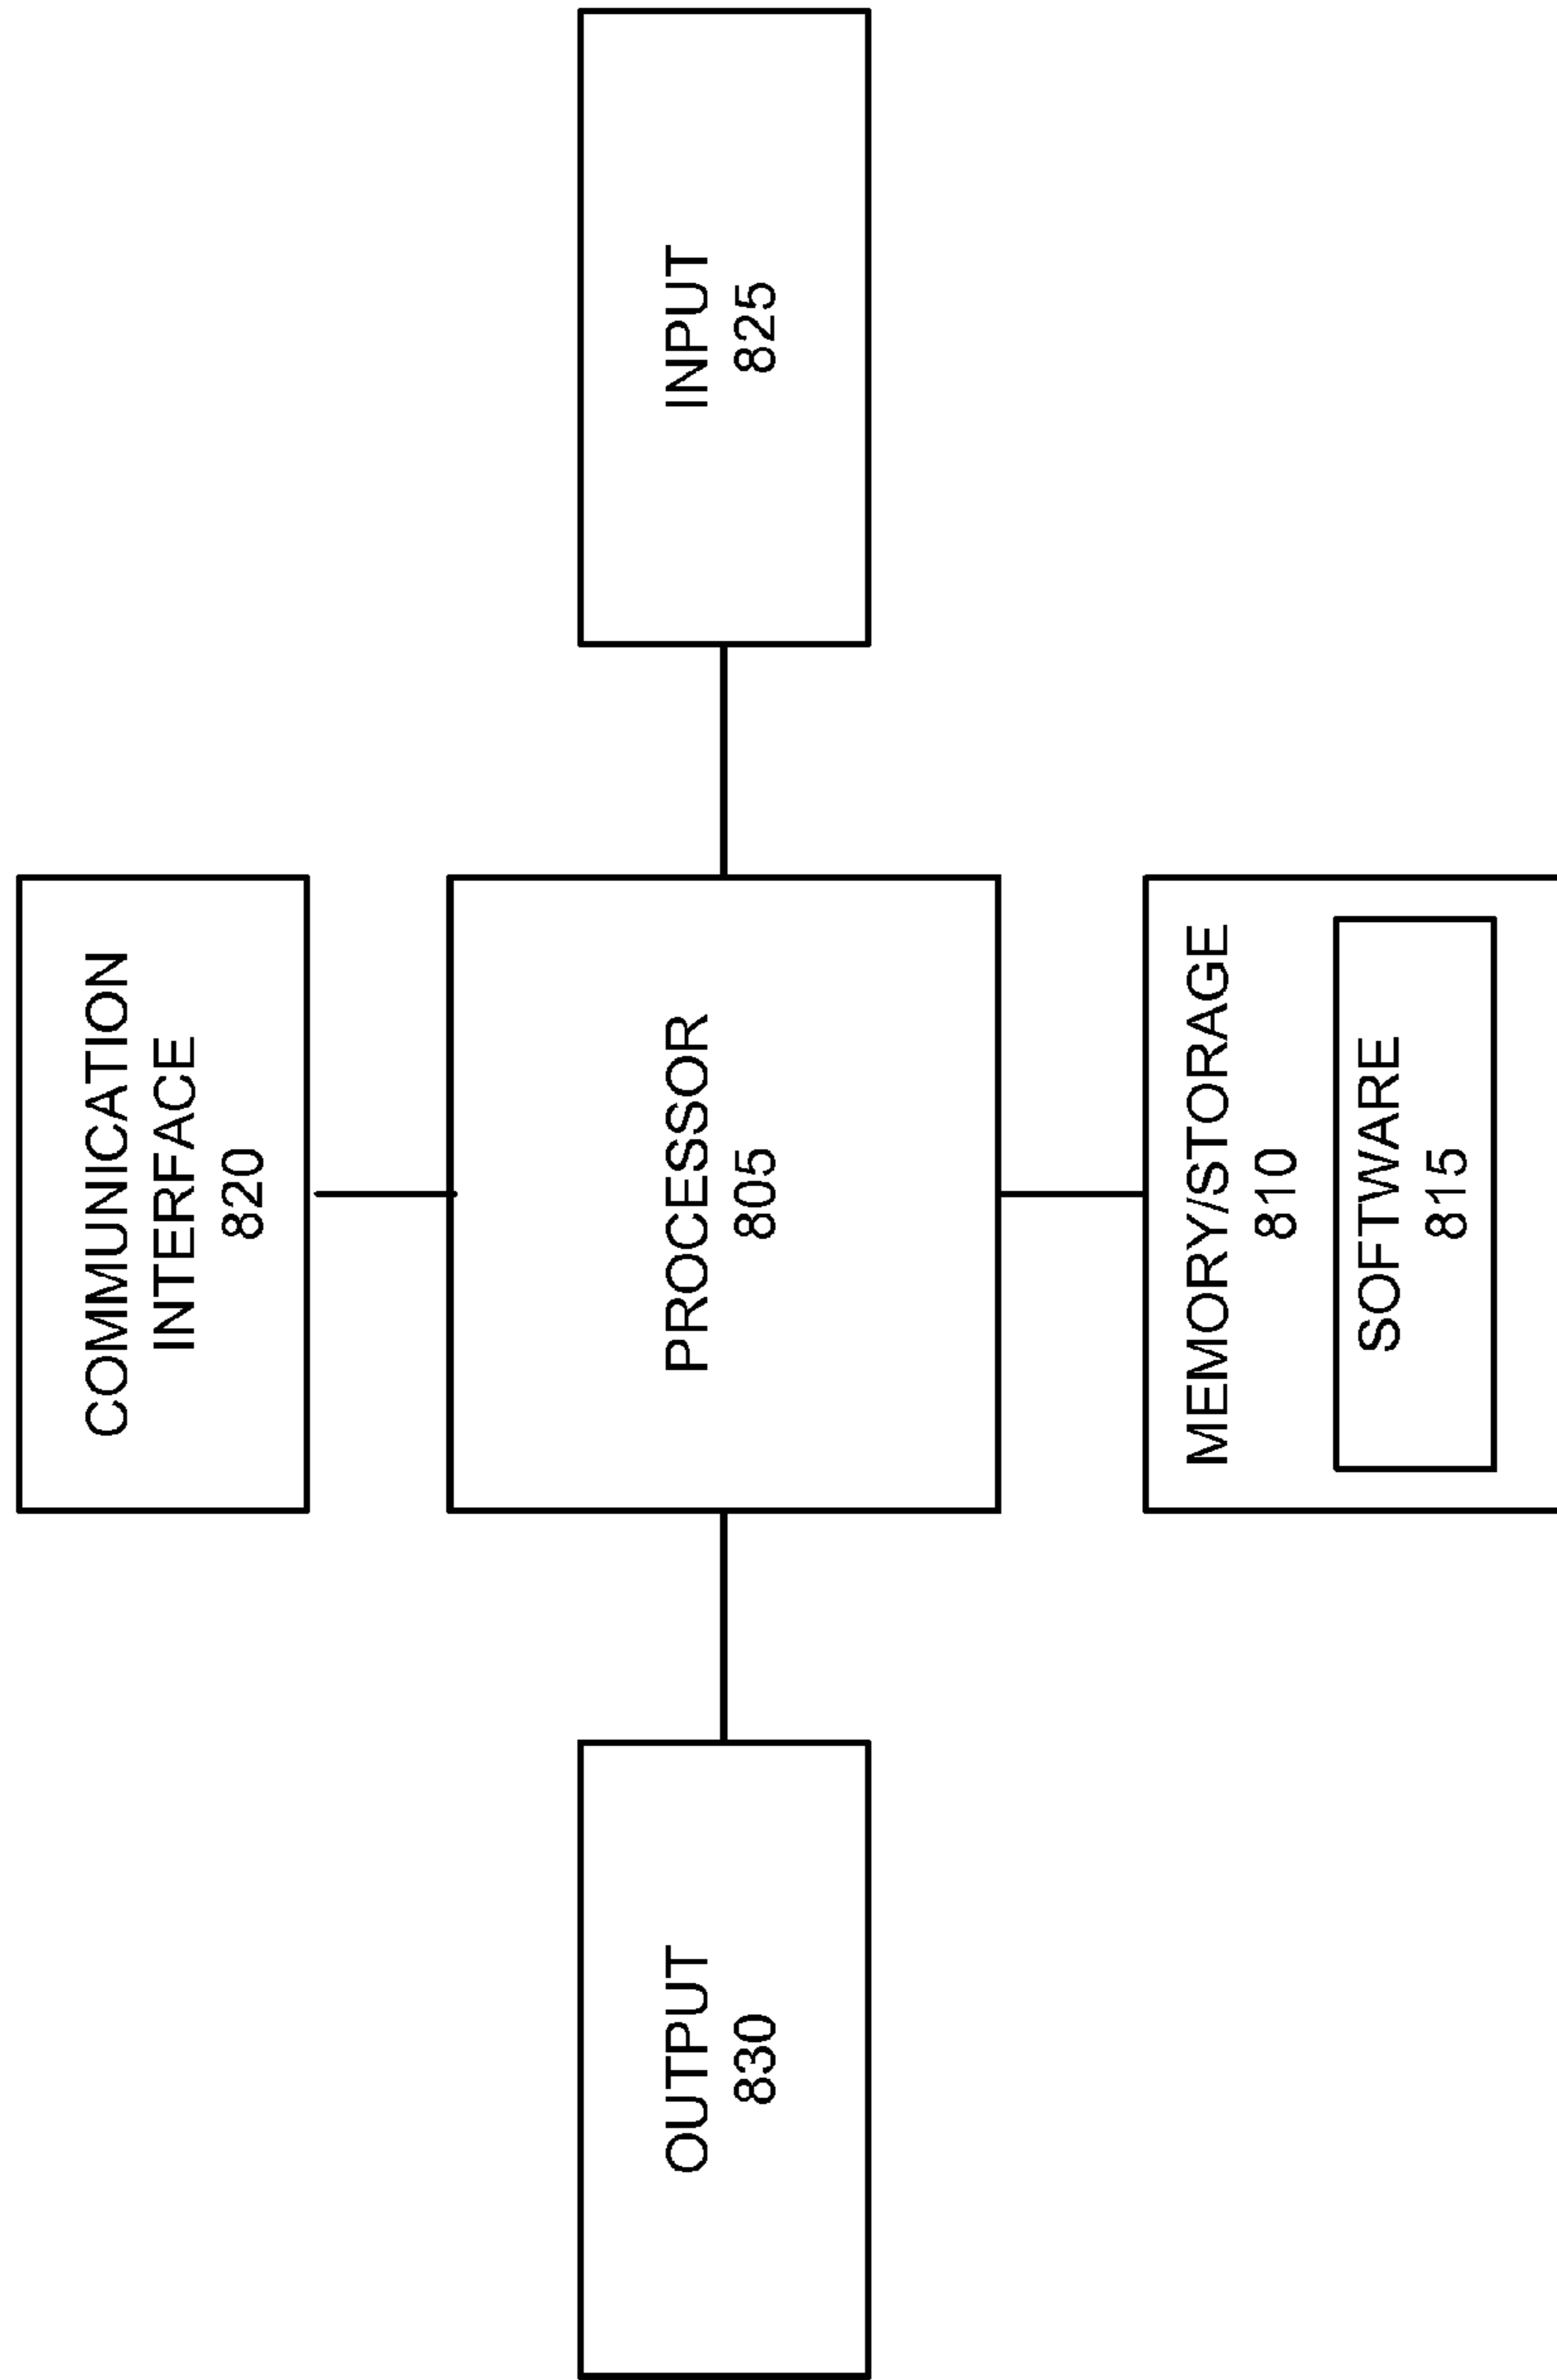 COMMUNICATION
INTERFACE
820
OUTPUT
830
PROCESSOR
805
INPUT
825
MEMORY/STORAGE
810
SOFTWARE
815